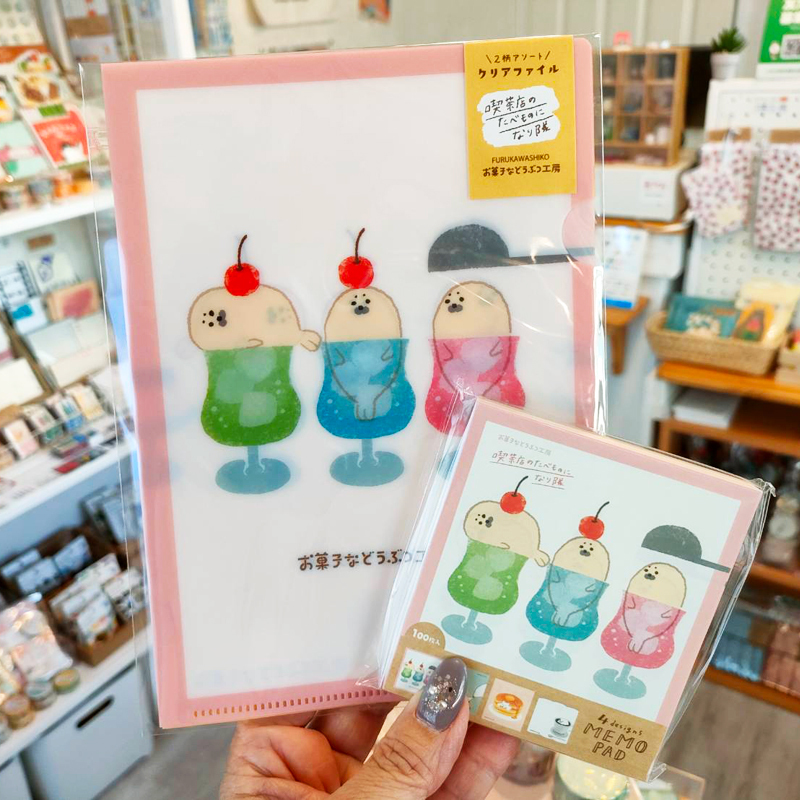 \2柄アソート/
クリアファイル
喫茶店の
たべものに
なり隊
FURUKAWASHIKO
お菓子などうぶつ工房
お菓子などうぶつエ
お菓子などうぶつ工房
喫茶店のたべものに
なり隊
100枚入
4 designs
MEMO
PAD